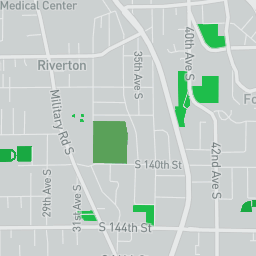 Medical Center
Riverton
35th Ave S
40th Ave S
Military Rd S
S 140th St
42nd Ave S
29th Ave S
31st Ave S
S 144th St